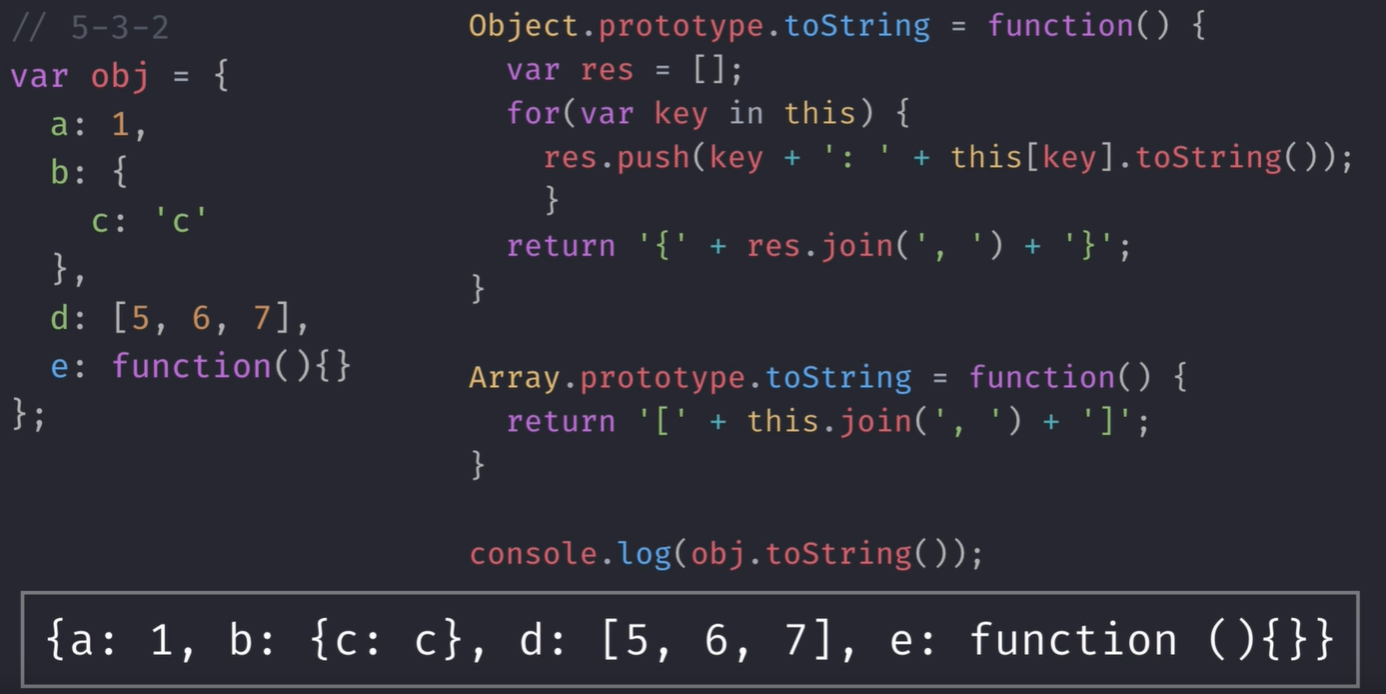 // 5-3-2
var obj = {
  a: 1,
  b: {
    c: 'c'
  },
  d: [5, 6, 7],
  e: function(){}
};
Object.prototype.toString = function() {
  var res = [];
  for(var key in this) {
    res.push(key + ': ' + this[key].toString());
    }
  return '{' + res.join(', ') + '}';
}
Array.prototype.toString = function() {
  return '[' + this.join(', ') + ']';
}
console.log(obj.toString());
{a: 1, b: {c: c}, d: [5, 6, 7], e: function (){}}